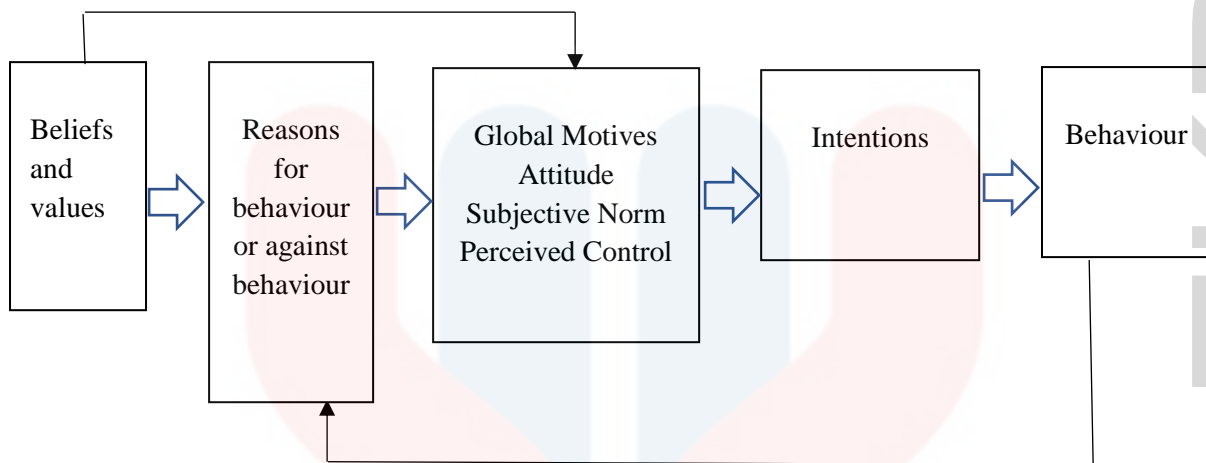 Beliefs
and
values
Reasons
for
behaviour
or against
behaviour
Global Motives
Attitude
Subjective Norm
Perceived Control
Intentions
Behaviour